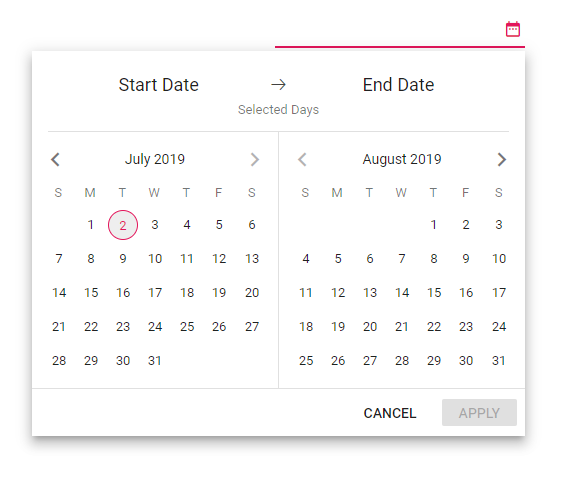 Start Date → End Date
Selected Days
July 2019
S M T W T F S
1 2 3 4 5 6
7 8 9 10 11 12 13
14 15 16 17 18 19 20
21 22 23 24 25 26 27
28 29 30 31
August 2019
S M T W T F S
1 2 3
4 5 6 7 8 9 10
11 12 13 14 15 16 17
18 19 20 21 22 23 24
25 26 27 28 29 30 31
CANCEL APPLY